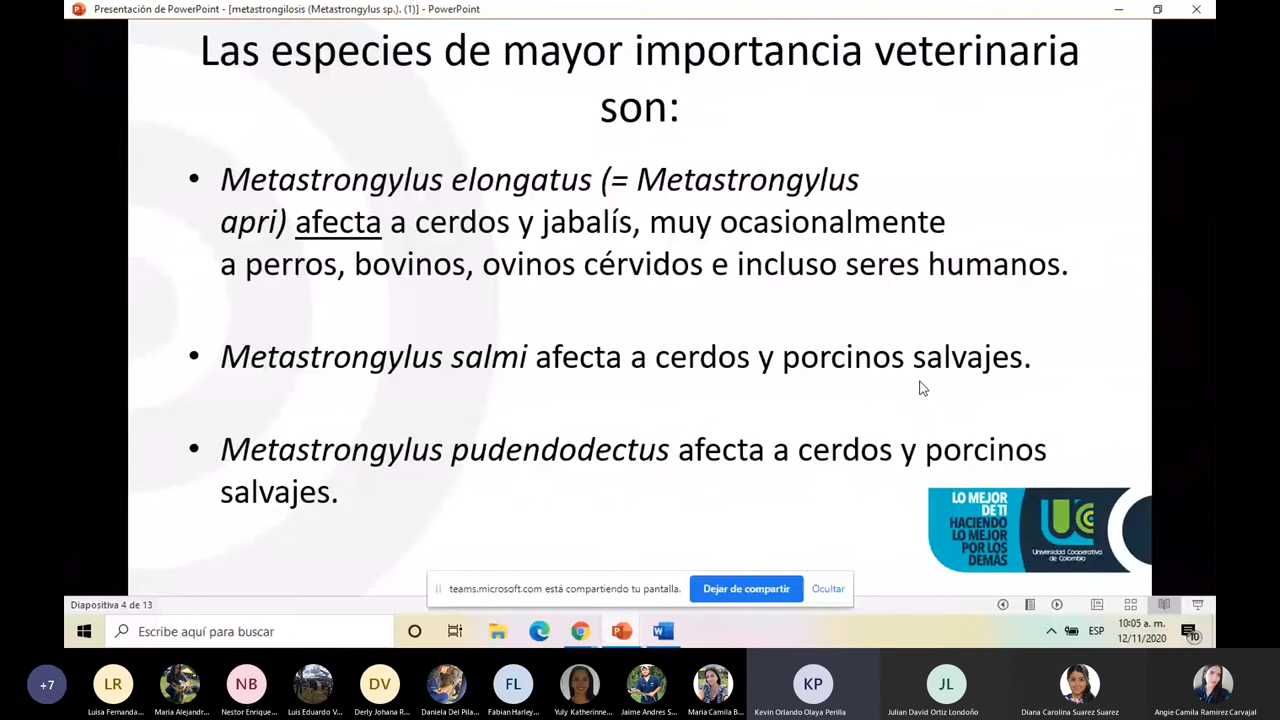 Presentación de PowerPoint - [metastrongilosis (Metastrongylus sp.). (1)] - PowerPoint
Las especies de mayor importancia veterinaria
son:
• Metastrongylus elongatus (= Metastrongylus
apri) afecta a cerdos y jabalís, muy ocasionalmente
a perros, bovinos, ovinos cérvidos e incluso seres humanos.
• Metastrongylus salmi afecta a cerdos y porcinos salvajes.
• Metastrongylus pudendodectus afecta a cerdos y porcinos
salvajes.
LO MEJOR
DE TI
HACIENDO
LO MEJOR
POR LOS
DEMÁS
UCC
Universidad Cooperativa
de Colombia
teams.microsoft.com está compartiendo tu pantalla.
Dejar de compartir
Ocultar
Diapositiva 4 de 13
Escribe aquí para buscar
ESP
10:05 a. m.
12/11/2020
10
+7
LR
NB
DV
FL
KP
JL
Luisa Fernanda...
Maria Alejandr...
Nestor Enrique...
Luis Eduardo V...
Derly Johana R...
Daniela Del Pila...
Fabian Harley...
Yuly Katherinne...
Jaime Andres S...
Maria Camila B...
Kevin Orlando Olaya Perilla
Julian David Ortiz Londoño
Diana Carolina Suarez Suarez
Angie Camila Ramirez Carvajal